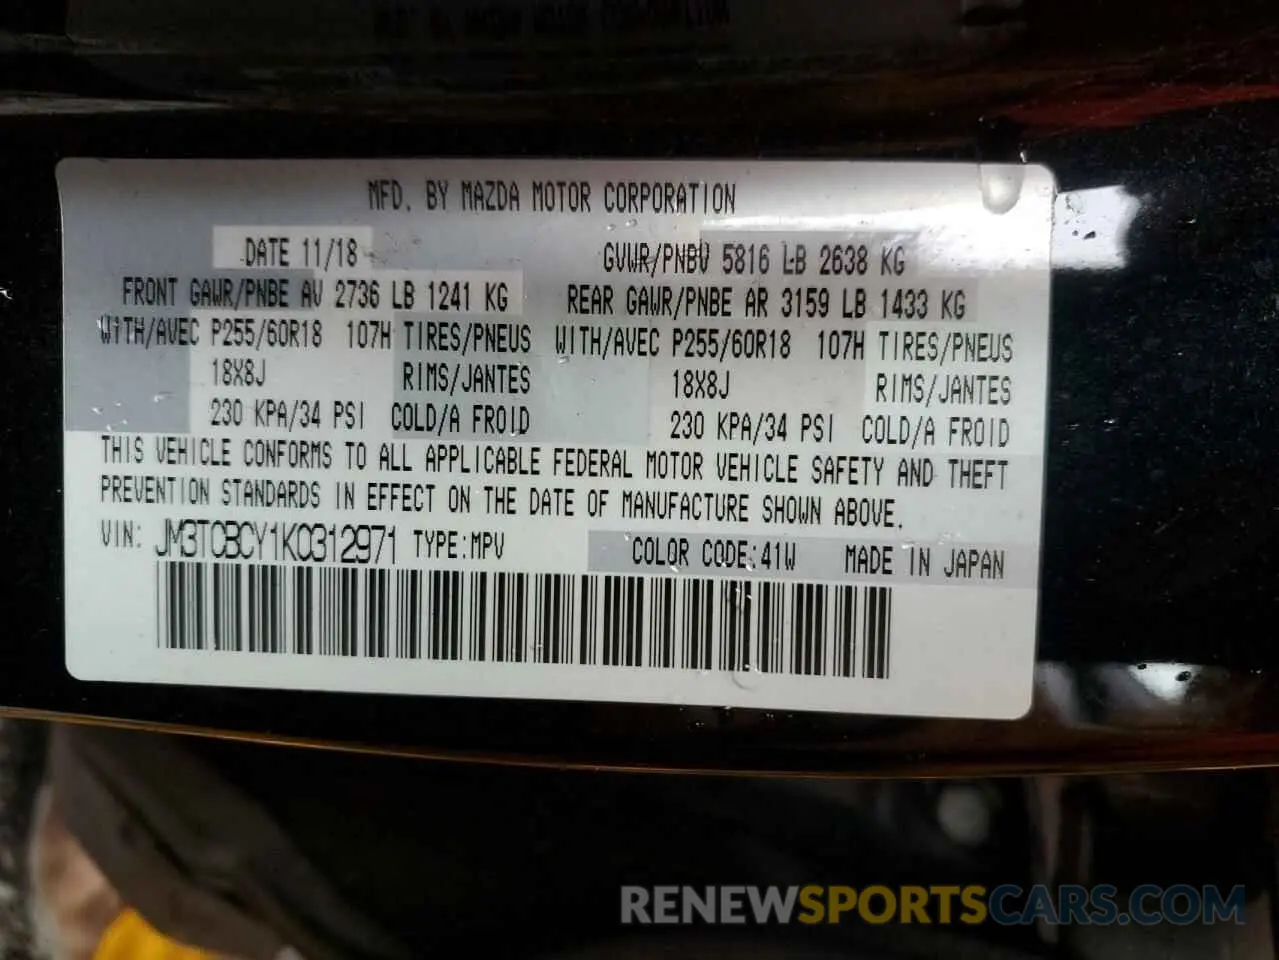 MFD. BY MAZDA MOTOR CORPORATION
DATE 11/18 GVWR/PNBV 5816 LB 2638 KG
FRONT GAWR/PNBE AV 2736 LB 1241 KG REAR GAWR/PNBE AR 3159 LB 1433 KG
WITH/AVEC P255/60R18 107H TIRES/PNEUS WITH/AVEC P255/60R18 107H TIRES/PNEUS
18X8J RIMS/JANTES 18X8J RIMS/JANTES
230 KPA/34 PSI COLD/A FROID 230 KPA/34 PSI COLD/A FROID
THIS VEHICLE CONFORMS TO ALL APPLICABLE FEDERAL MOTOR VEHICLE SAFETY AND THEFT
PREVENTION STANDARDS IN EFFECT ON THE DATE OF MANUFACTURE SHOWN ABOVE.
VIN: JM3TCBCY1K0312971 TYPE:MPV COLOR CODE:41W MADE IN JAPAN
RENEWSPORTSCARS.COM